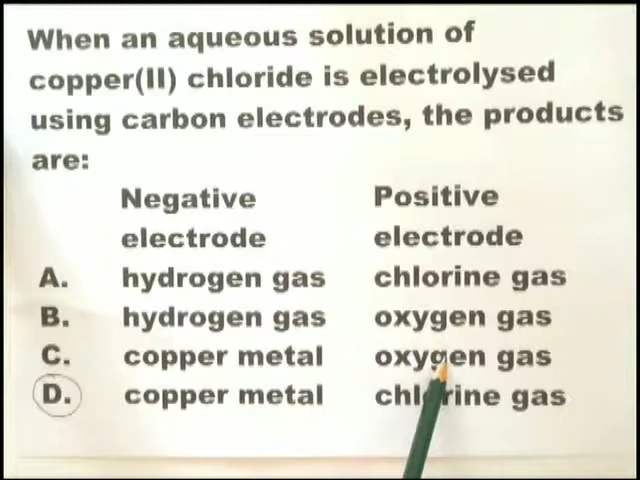 When an aqueous solution of
copper(II) chloride is electrolysed
using carbon electrodes, the products
are:
Negative Positive
electrode electrode
A. hydrogen gas chlorine gas
B. hydrogen gas oxygen gas
C. copper metal oxygen gas
D. copper metal chlorine gas